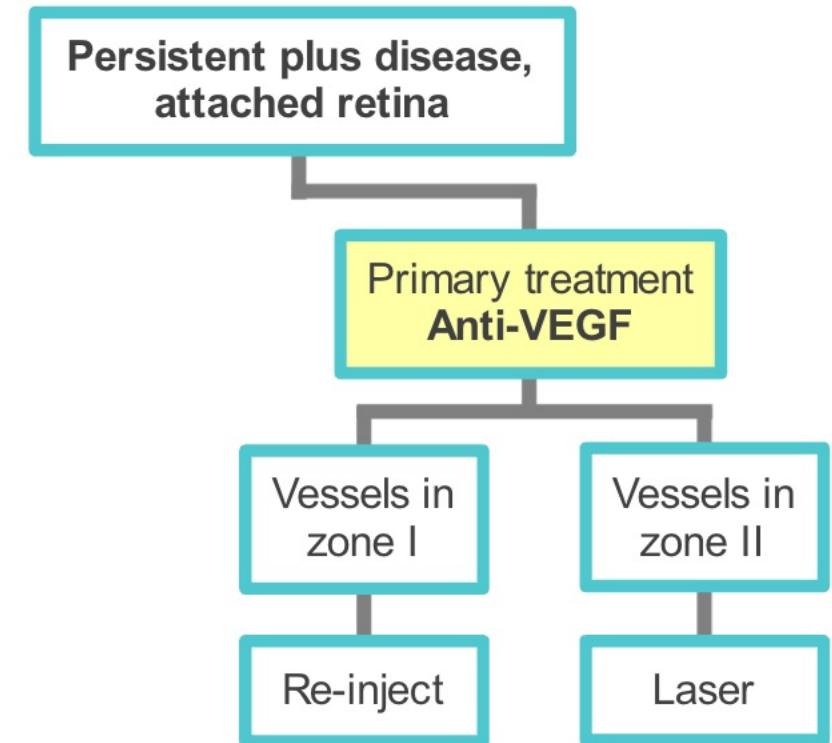 Persistent plus disease,
attached retina
Primary treatment
Anti-VEGF
Vessels in
zone I
Vessels in
zone II
Re-inject
Laser